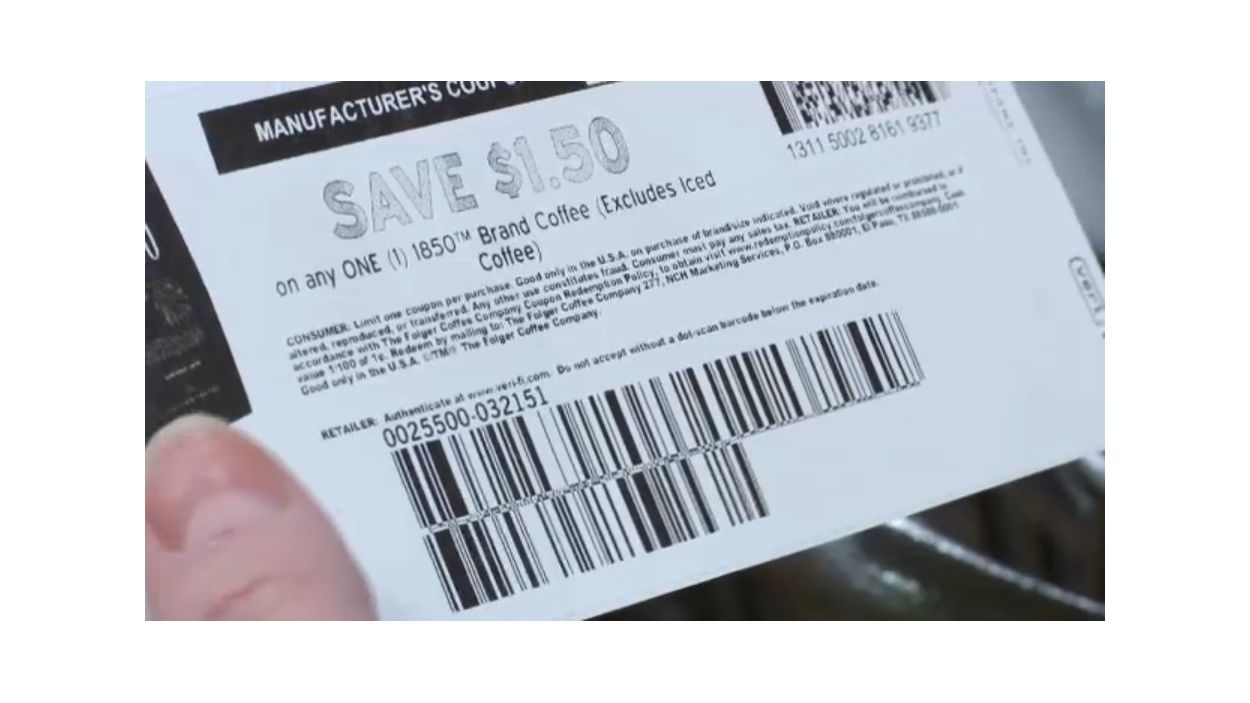 MANUFACTURER'S
SAVE $1.50
1311 5002 8161 9377
on any ONE (1) 1850™ Brand Coffee (Excludes Iced
Coffee)
CONSUMER: Limit one coupon per purchase. Good only in the U.S.A. on purchase of brand/size indicated. Void where regulated or prohibited, or if
altered, reproduced, or transferred. Any other use constitutes fraud. Consumer must pay any sales tax. RETAILER: You will be reimbursed in
accordance with The Folger Coffee Company Coupon Redemption Policy, to obtain visit www.redemptionpolicy.com/folgercoffeecompany. Cash
value 1/100 of 1¢. Redeem by mailing to: The Folger Coffee Company 277, NCH Marketing Services, P.O. Box 880001, El Paso, TX 88588-0001.
Good only in the U.S.A. ©/TM/® The Folger Coffee Company.
RETAILER: Authenticate at www.veri-fi.com. Do not accept without a dot-scan barcode below the expiration date.
0025500-032151
veri